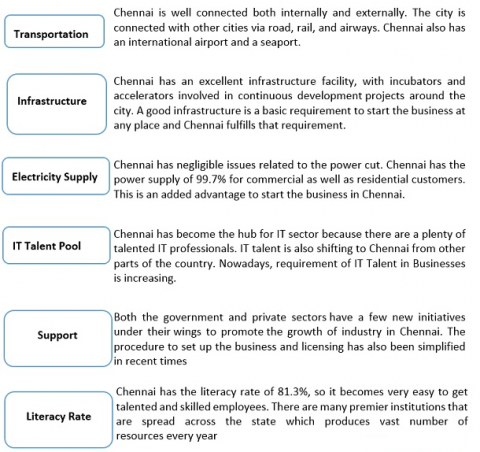 Transportation
Chennai is well connected both internally and externally. The city is
connected with other cities via road, rail, and airways. Chennai also has
an international airport and a seaport.
Infrastructure
Chennai has an excellent infrastructure facility, with incubators and
accelerators involved in continuous development projects around the
city. A good infrastructure is a basic requirement to start the business at
any place and Chennai fulfills that requirement.
Electricity Supply
Chennai has negligible issues related to the power cut. Chennai has the
power supply of 99.7% for commercial as well as residential customers.
This is an added advantage to start the business in Chennai.
IT Talent Pool
Chennai has become the hub for IT sector because there are a plenty of
talented IT professionals. IT talent is also shifting to Chennai from other
parts of the country. Nowadays, requirement of IT Talent in Businesses
is increasing.
Support
Both the government and private sectors have a few new initiatives
under their wings to promote the growth of industry in Chennai. The
procedure to set up the business and licensing has also been simplified
in recent times
Literacy Rate
Chennai has the literacy rate of 81.3%, so it becomes very easy to get
talented and skilled employees. There are many premier institutions that
are spread across the state which produces vast number of
resources every year